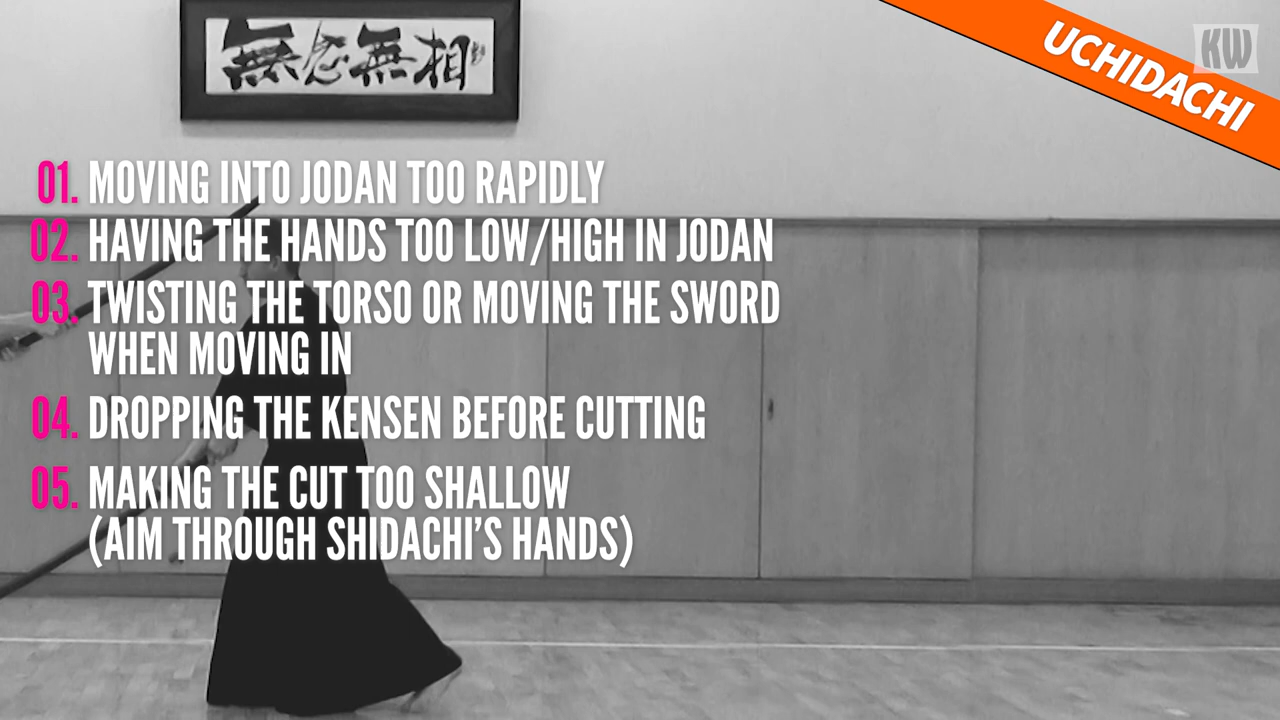 無念無相
UCHIDACHI
KW
01. MOVING INTO JODAN TOO RAPIDLY
02. HAVING THE HANDS TOO LOW/HIGH IN JODAN
03. TWISTING THE TORSO OR MOVING THE SWORD
WHEN MOVING IN
04. DROPPING THE KENSEN BEFORE CUTTING
05. MAKING THE CUT TOO SHALLOW
(AIM THROUGH SHIDACHI'S HANDS)